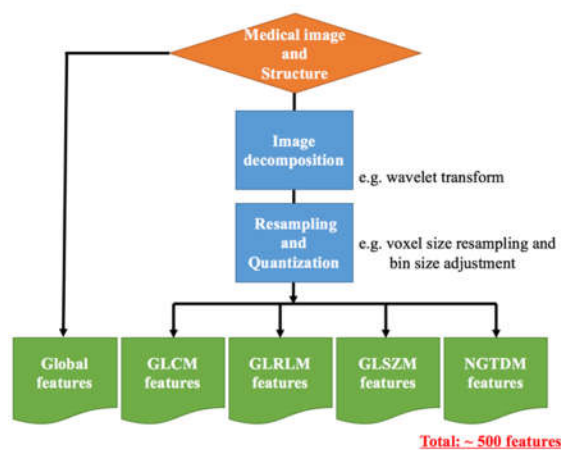 Medical image
and
Structure
Image
decomposition
e.g. wavelet transform
Resampling
and
Quantization
e.g. voxel size resampling and
bin size adjustment
Global
features
GLCM
features
GLRLM
features
GLSZM
features
NGTDM
features
Total: ~ 500 features